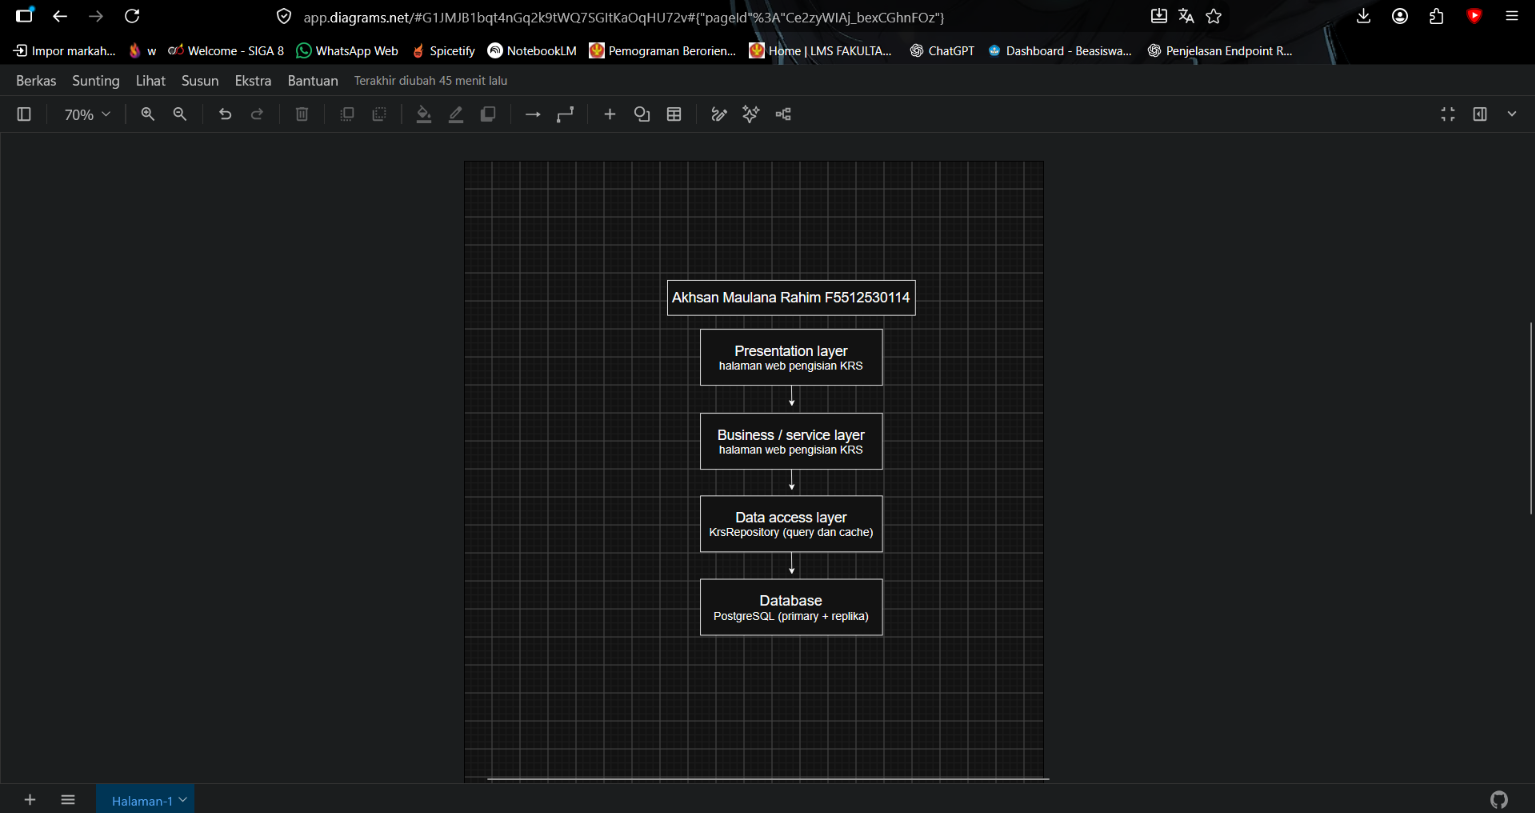 app.diagrams.net/#G1JMJB1bqt4nGq2k9tWQ7SGItKaOqHU72v#{"pageId"%3A"Ce2zyWIAj_bexCGhnFOz"}
Impor markah... w Welcome - SIGA 8 WhatsApp Web Spicetify NotebookLM Pemograman Berorien... Home | LMS FAKULTA... ChatGPT Dashboard - Beasiswa... Penjelasan Endpoint R...
Berkas Sunting Lihat Susun Ekstra Bantuan Terakhir diubah 45 menit lalu
70%
Akhsan Maulana Rahim F5512530114
Presentation layer
halaman web pengisian KRS
Business / service layer
halaman web pengisian KRS
Data access layer
KrsRepository (query dan cache)
Database
PostgreSQL (primary + replika)
Halaman-1